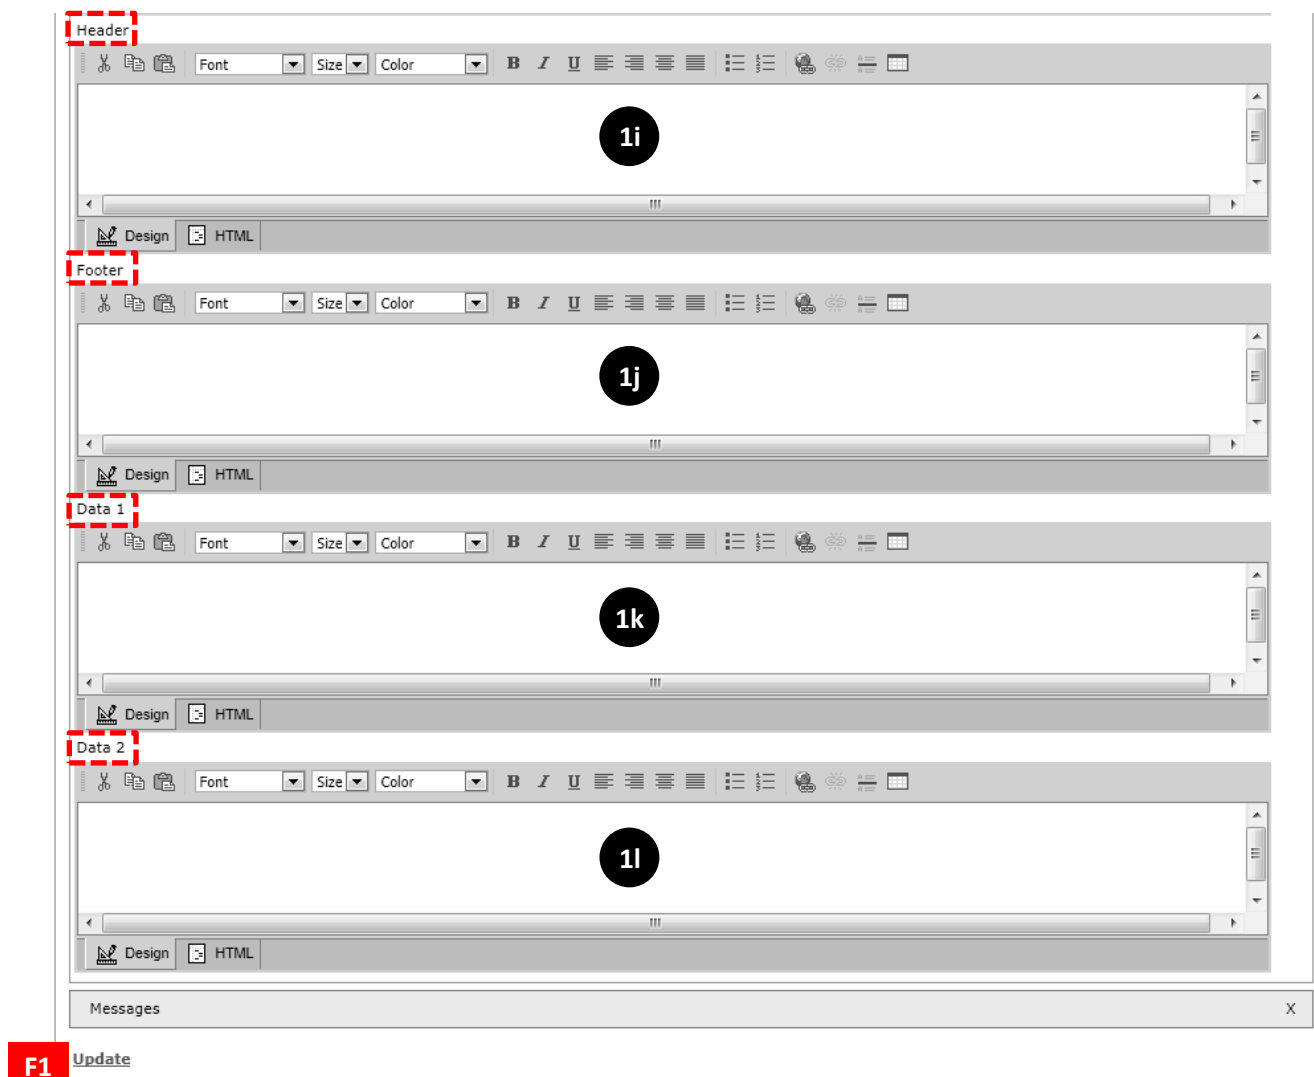 Header
Font Size Color B I U
1i
Design HTML
Footer
Font Size Color B I U
1j
Design HTML
Data 1
Font Size Color B I U
1k
Design HTML
Data 2
Font Size Color B I U
1l
Design HTML
Messages X
F1 Update